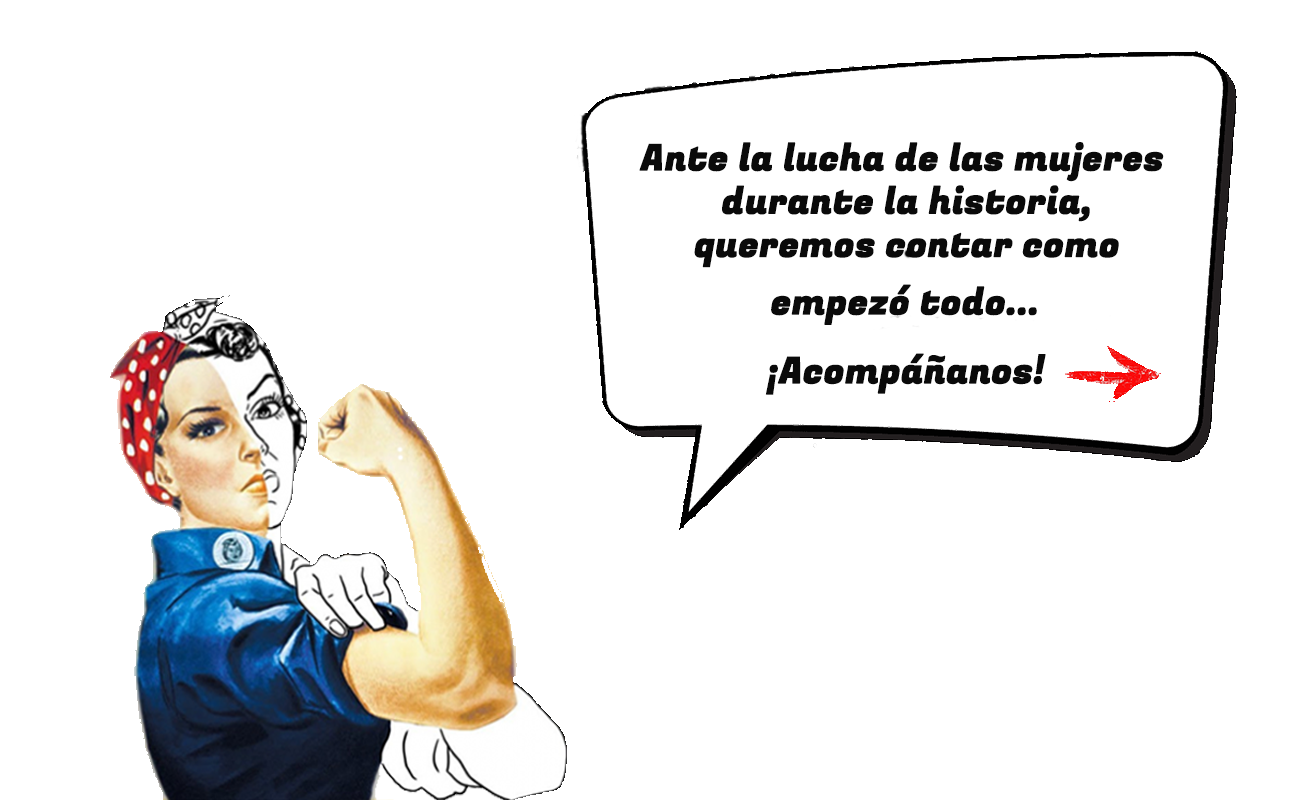 Ante la lucha de las mujeres
durante la historia,
queremos contar como
empezó todo...
¡Acompáñanos!